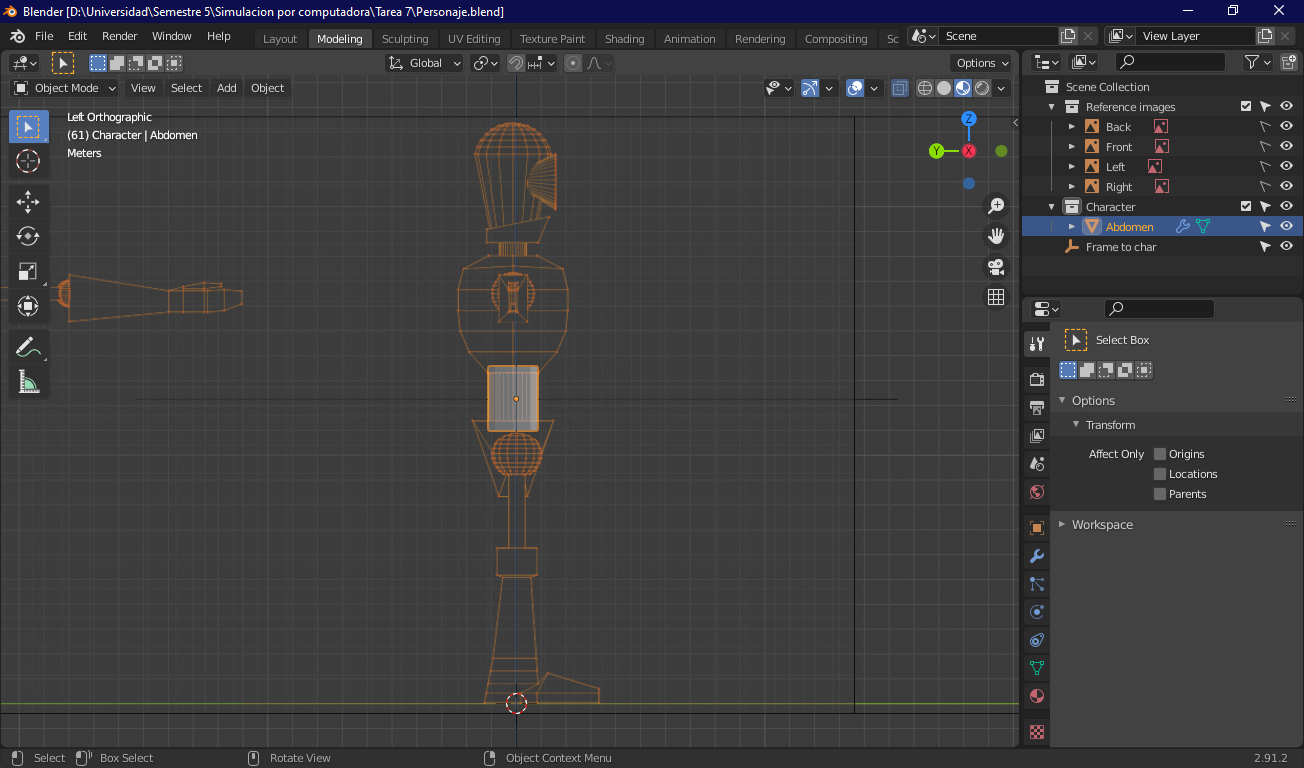 Blender [D:\Universidad\Semestre 5\Simulacion por computadora\Tarea 7\Personaje.blend]
File Edit Render Window Help Layout Modeling Sculpting UV Editing Texture Paint Shading Animation Rendering Compositing Sc Scene View Layer
Global Options
Object Mode View Select Add Object
Left Orthographic
(61) Character | Abdomen
Meters
Z
Y
X
Scene Collection
Reference images
Back
Front
Left
Right
Character
Abdomen
Frame to char
Select Box
Options
Transform
Affect Only Origins
Locations
Parents
Workspace
Select Box Select Rotate View Object Context Menu 2.91.2